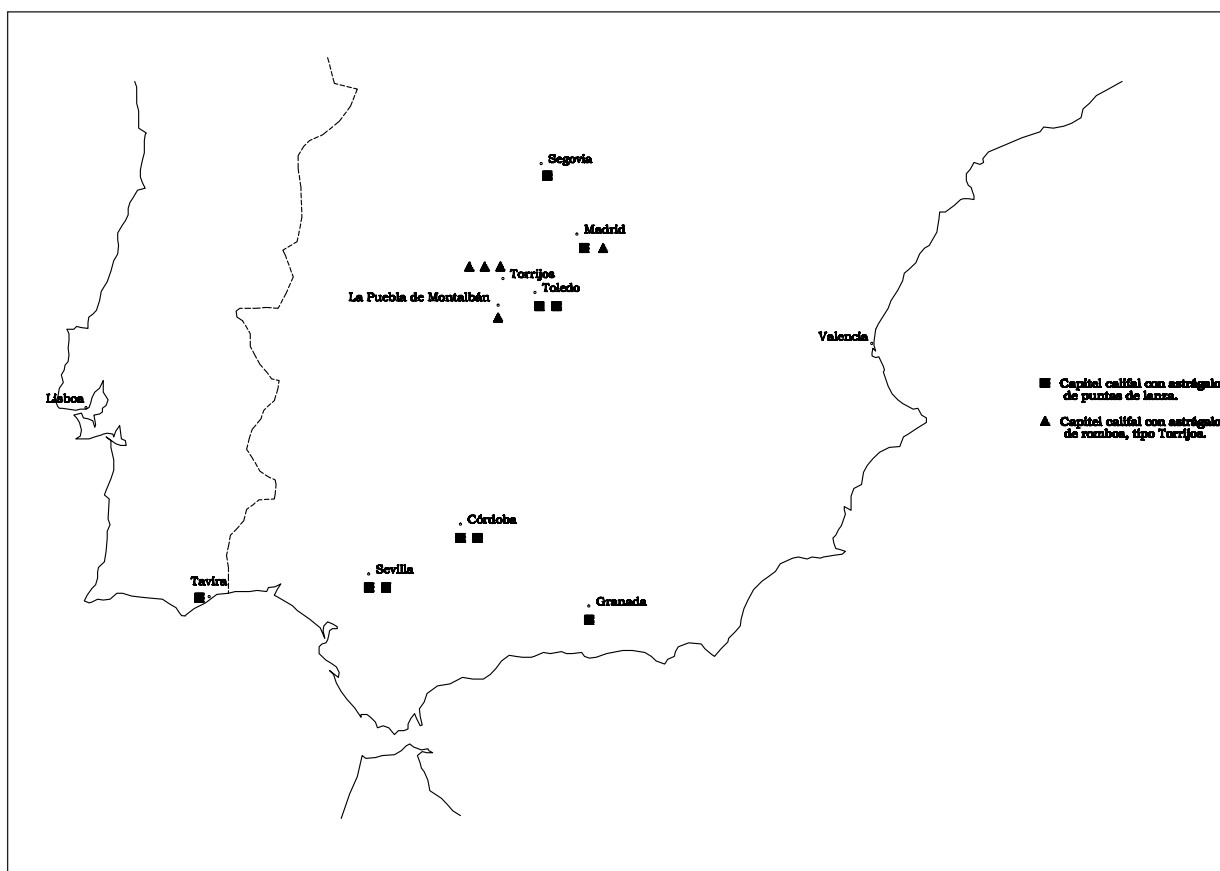 Segovia
Madrid
Torrijos
Toledo
La Puebla de Montalbán
Valencia
Capitel califal con astrágalo
de puntas de lanza.
Lisboa
Capitel califal con astrágalo
de rombos, tipo Torrijos.
Córdoba
Sevilla
Tavira
Granada